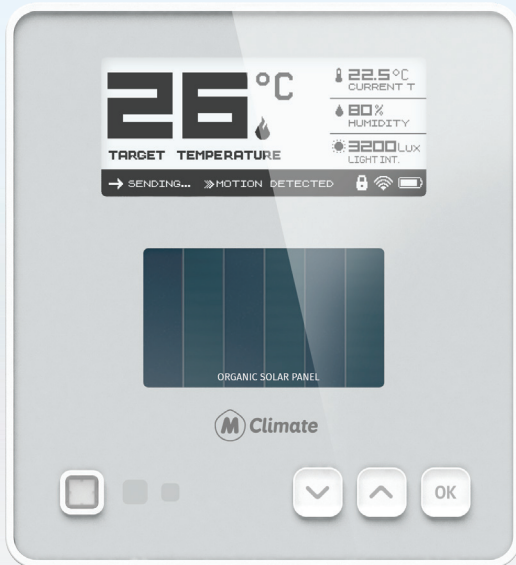 26 °C
TARGET TEMPERATURE
22.5°C
CURRENT T
80%
HUMIDITY
3200Lux
LIGHT INT.
→ SENDING... »MOTION DETECTED
ORGANIC SOLAR PANEL
M Climate
OK